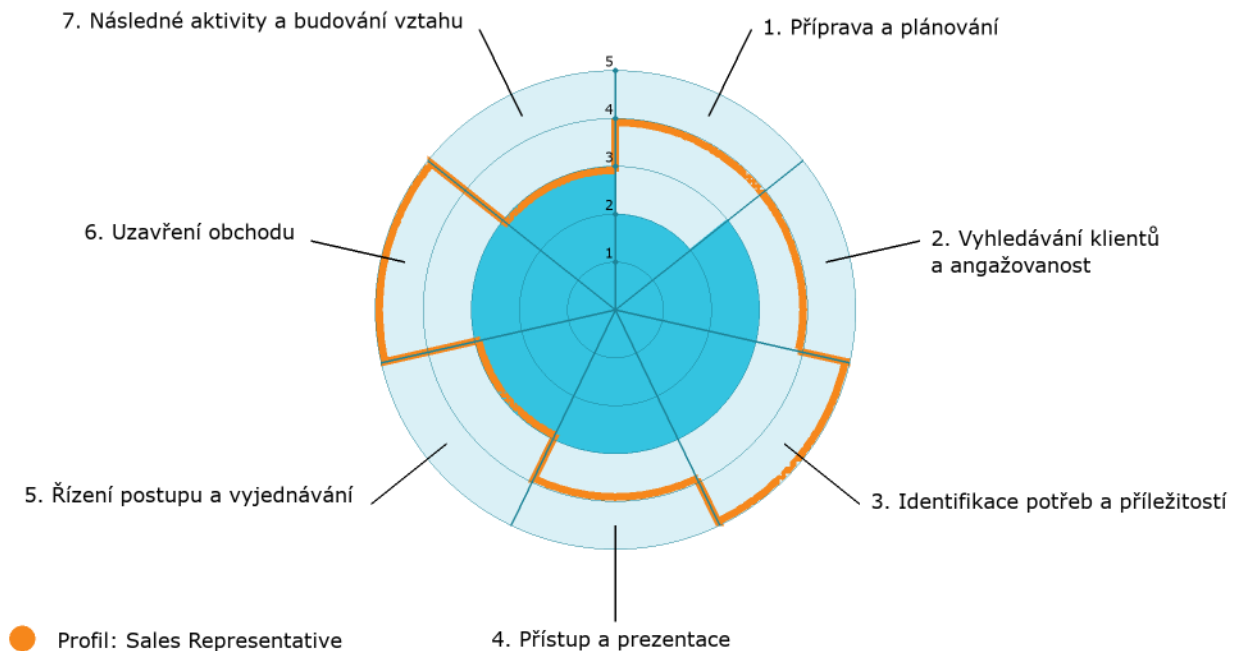 7. Následné aktivity a budování vztahu
1. Příprava a plánování
5
4
3
2
1
6. Uzavření obchodu
2. Vyhledávání klientů
a angažovanost
5. Řízení postupu a vyjednávání
3. Identifikace potřeb a příležitostí
Profil: Sales Representative
4. Přístup a prezentace